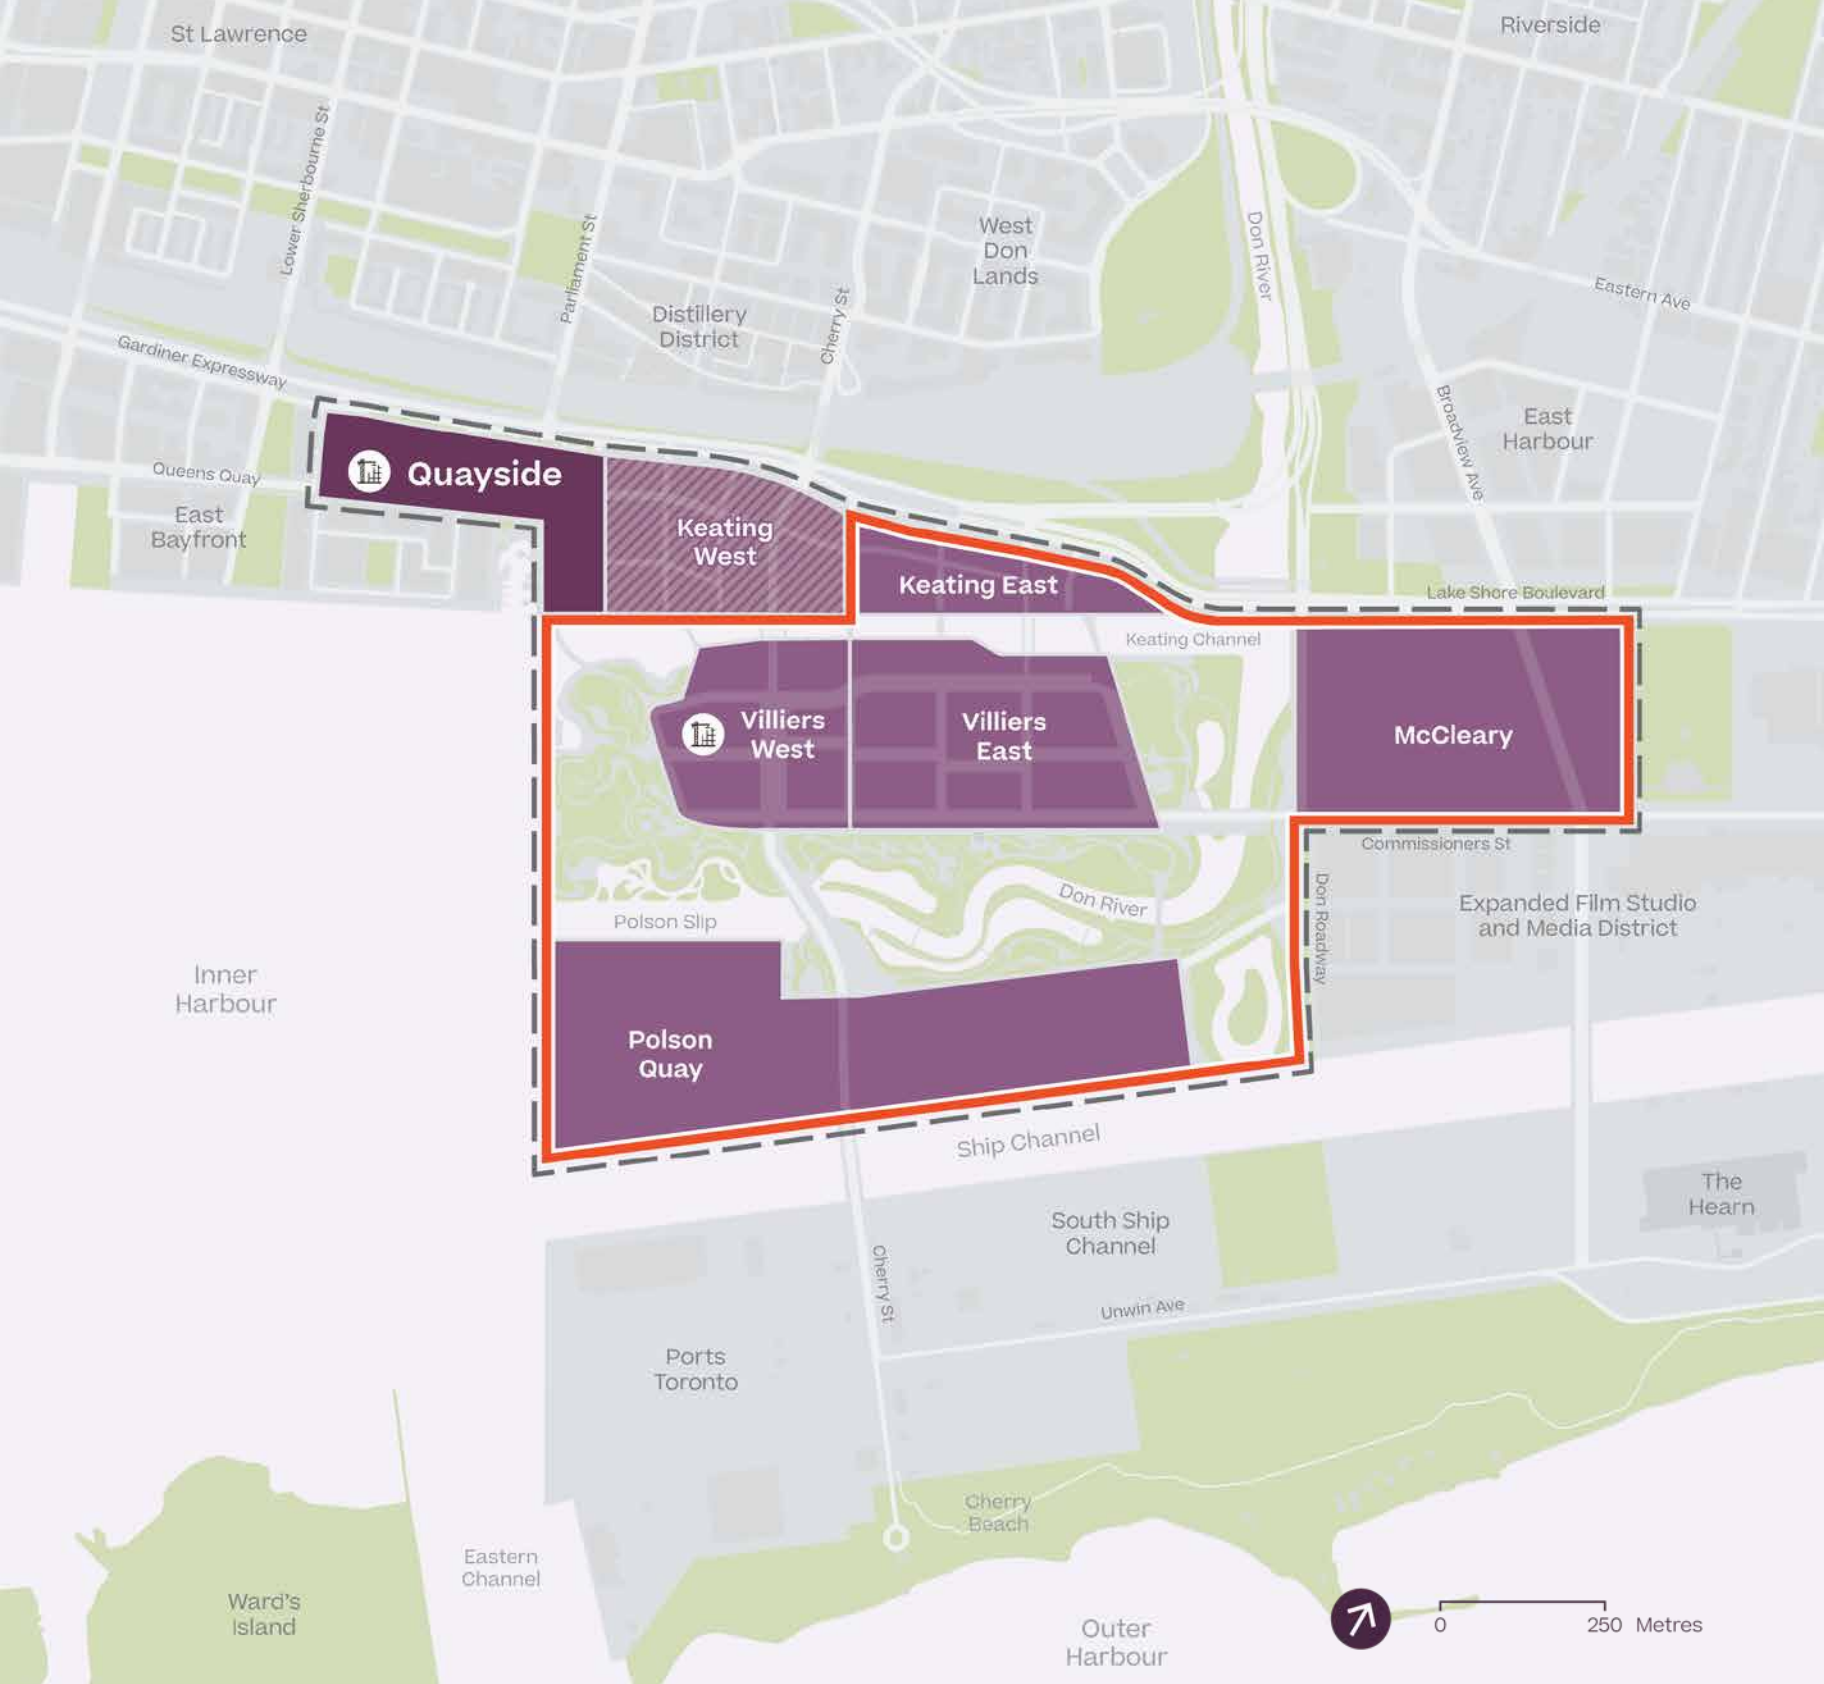 St Lawrence
Riverside
Lower Sherbourne St
Parliament St
West
Don
Lands
Don River
Eastern Ave
Distillery
District
Cherry St
Gardiner Expressway
Broadview Ave
East
Harbour
Queens Quay
Quayside
East
Bayfront
Keating
West
Keating East
Lake Shore Boulevard
Keating Channel
Villiers
West
Villiers
East
McCleary
Commissioners St
Don River
Don Roadway
Expanded Film Studio
and Media District
Polson Slip
Inner
Harbour
Polson
Quay
Ship Channel
The
Hearn
South Ship
Channel
Cherry St
Unwin Ave
Ports
Toronto
Cherry
Beach
Eastern
Channel
Ward's
Island
Outer
Harbour
0 250 Metres